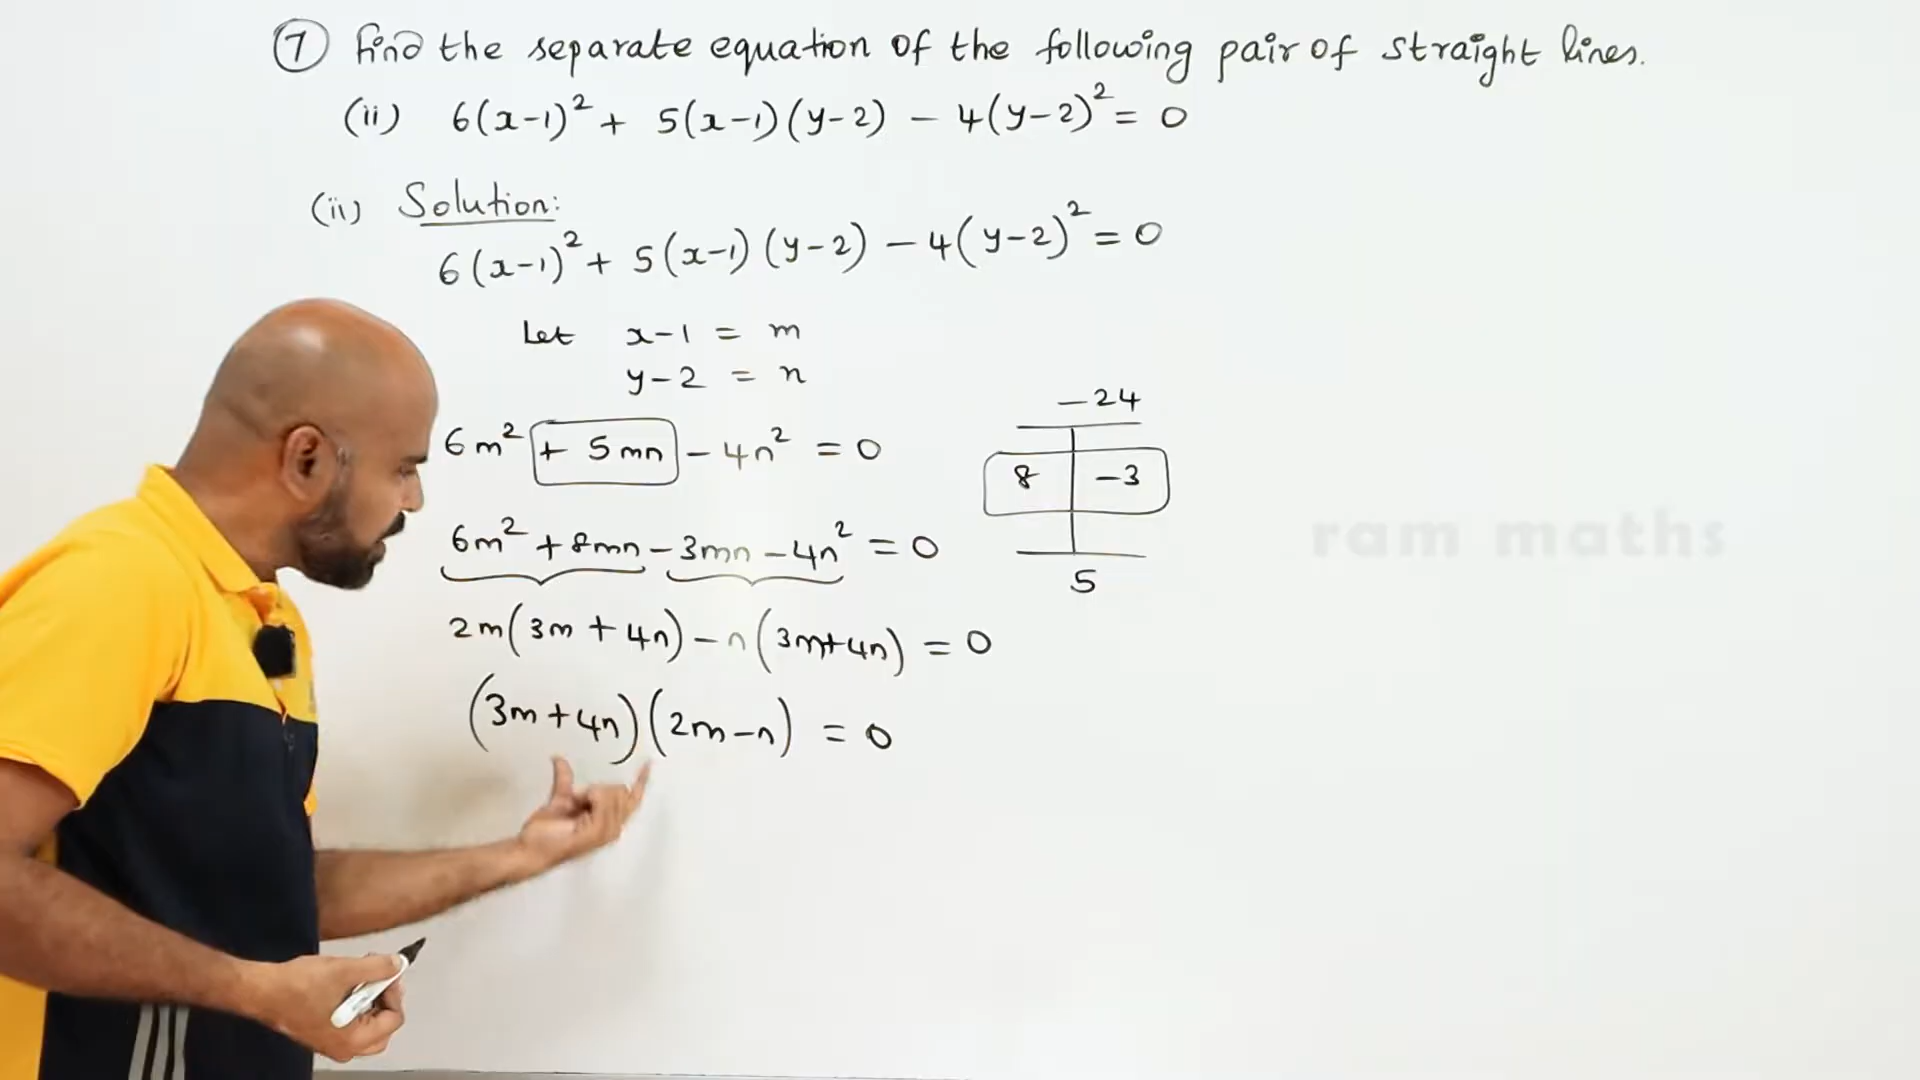 7 Find the separate equation of the following pair of straight lines.
(ii) 6(x-1)² + 5(x-1)(y-2) - 4(y-2)² = 0
(ii) Solution:
6(x-1)² + 5(x-1)(y-2) - 4(y-2)² = 0
Let x-1 = m
y-2 = n
6m² + 5mn - 4n² = 0
6m² + 8mn - 3mn - 4n² = 0
2m(3m + 4n) - n(3m+4n) = 0
(3m+4n)(2m-n) = 0
-24
8 -3
5
ram maths